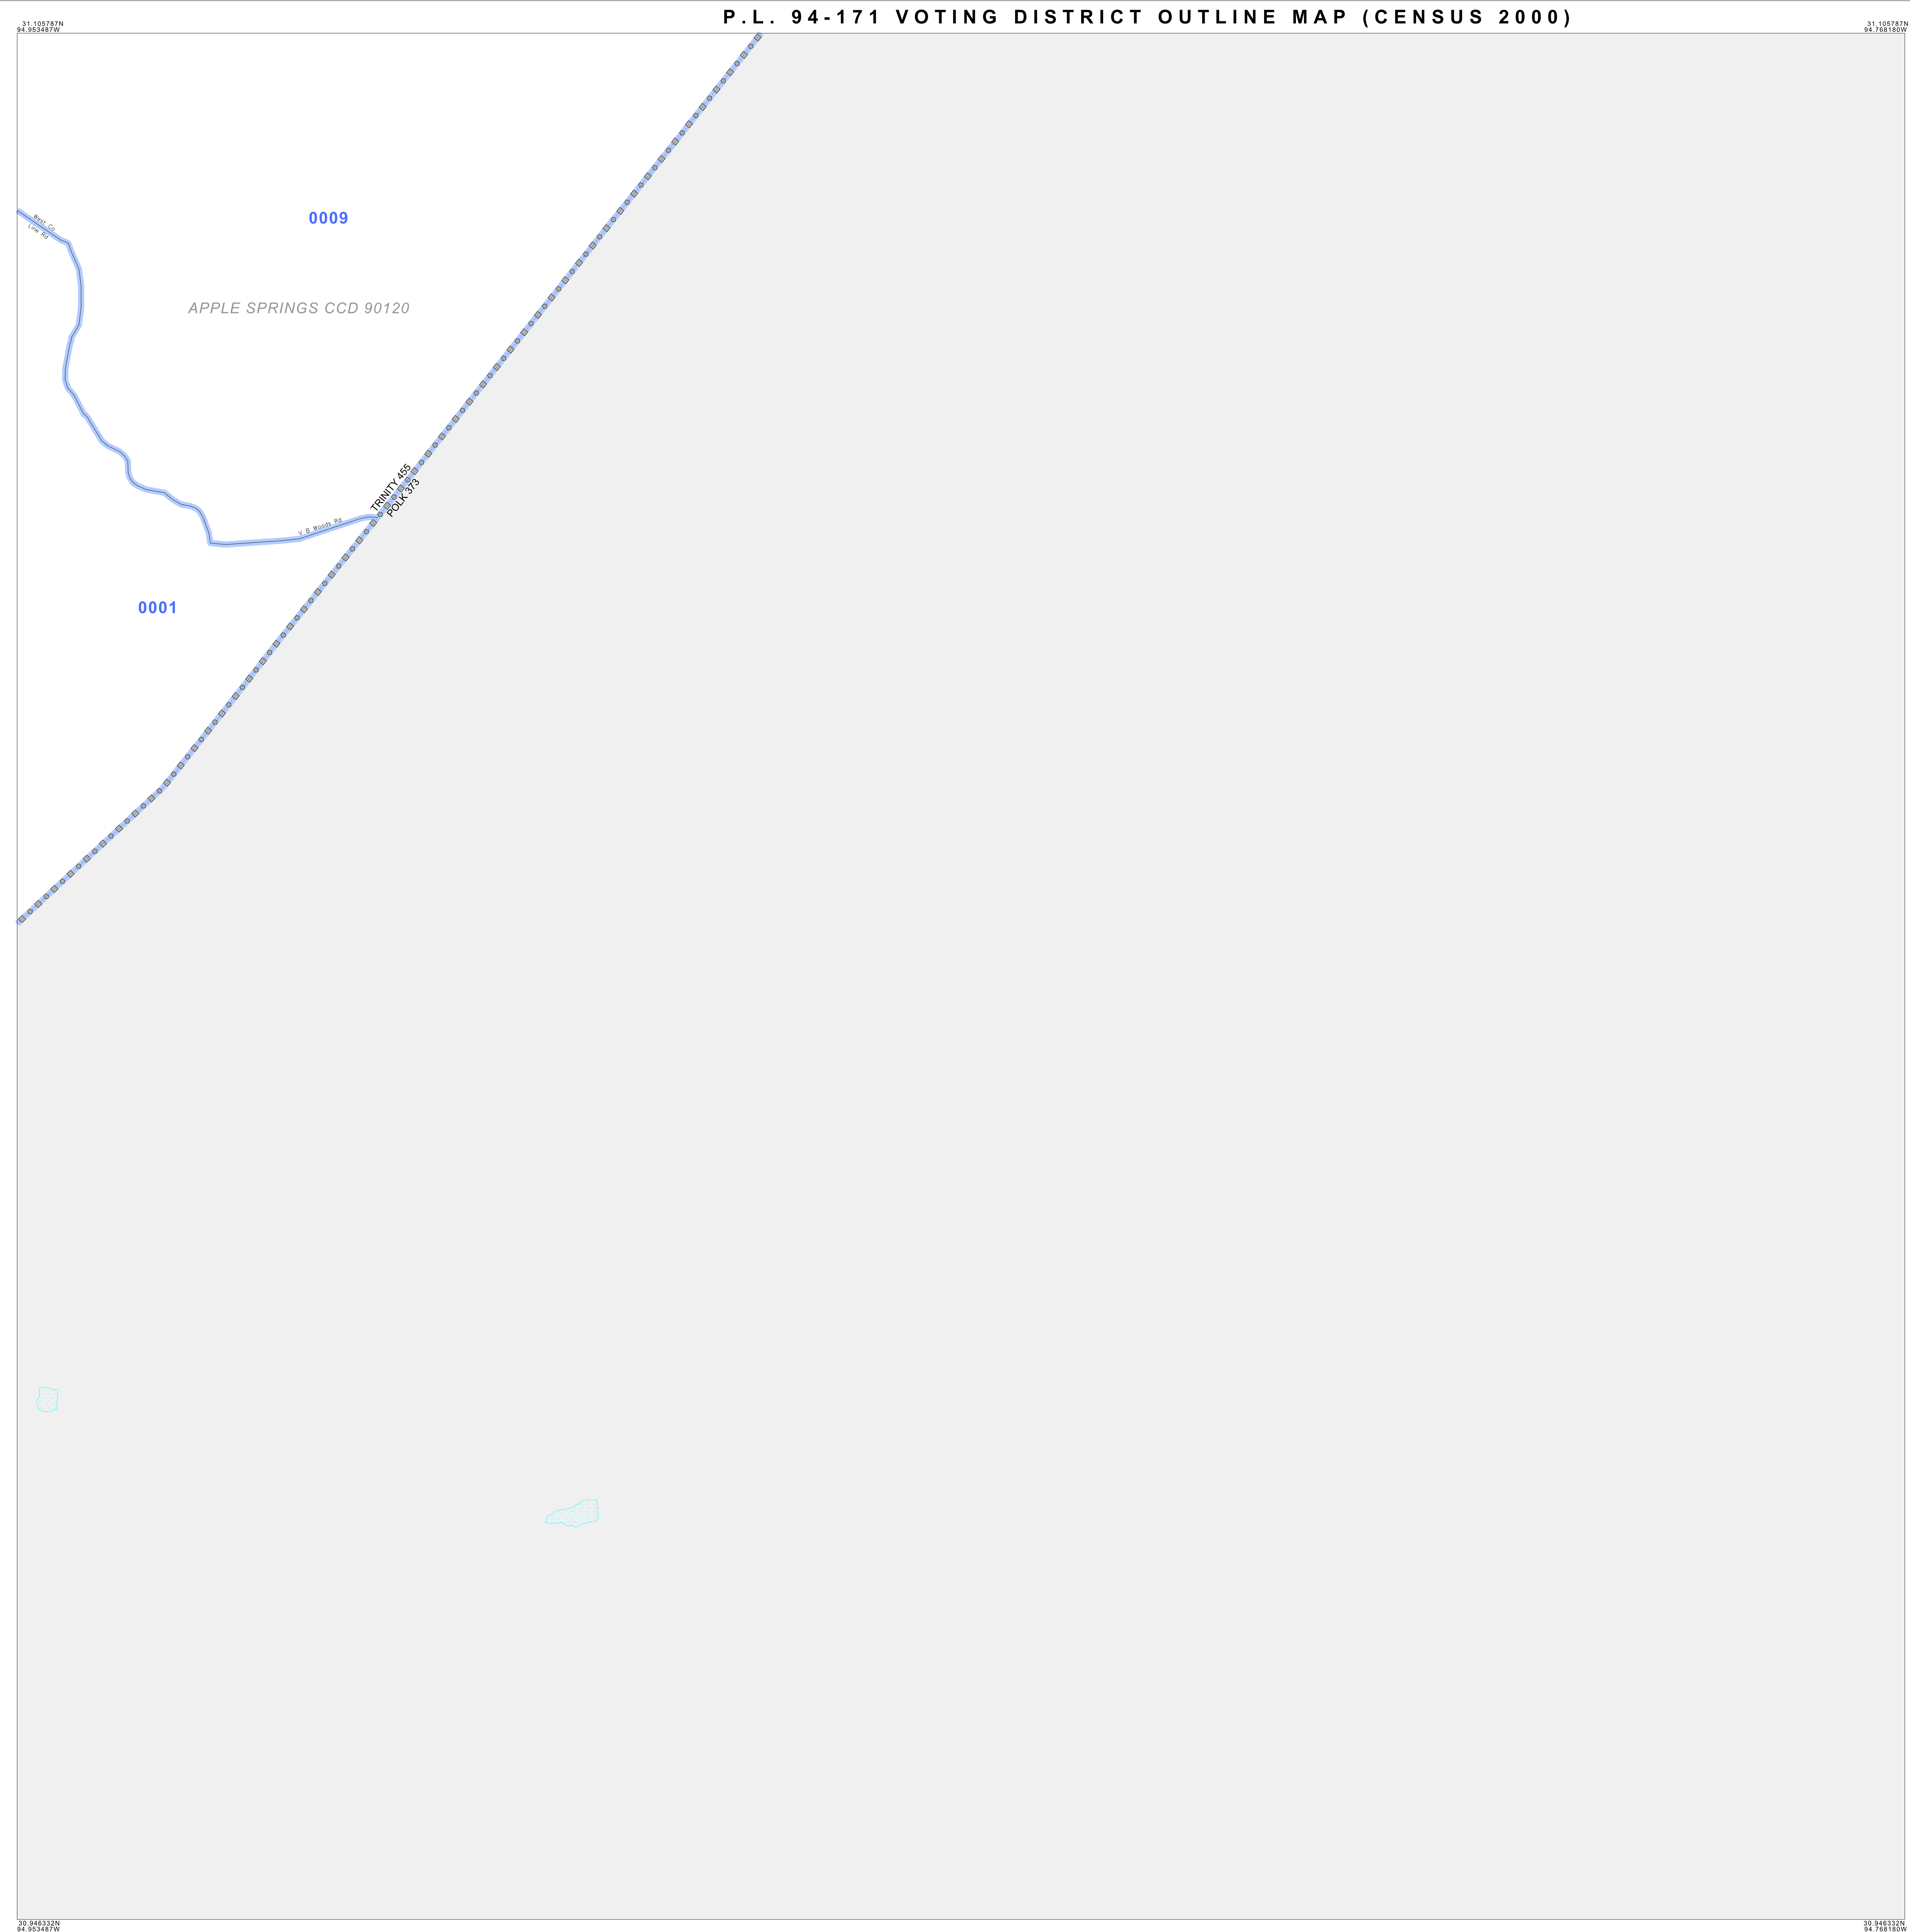 P.L. 94-171 VOTING DISTRICT OUTLINE MAP (CENSUS 2000)
31.105787N
94.953487W
31.105787N
94.768180W
West Co
Line Rd
0009
APPLE SPRINGS CCD 90120
TRINITY 455
POLK 373
V B Woods Rd
0001
30.946332N
94.953487W
30.946332N
94.768180W